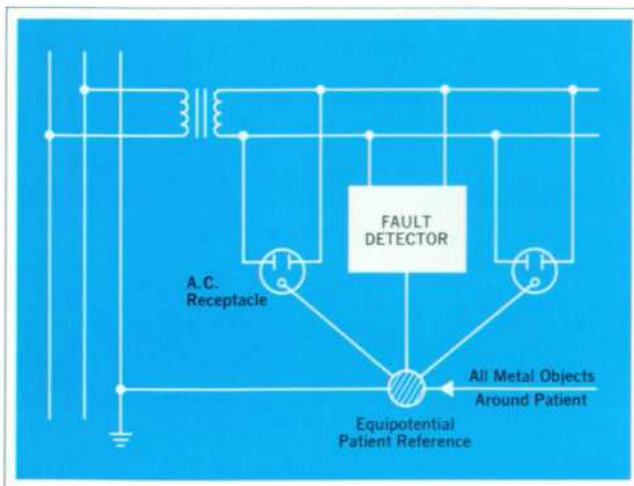 FAULT
DETECTOR
A.C.
Receptacle
All Metal Objects
Around Patient
Equipotential
Patient Reference